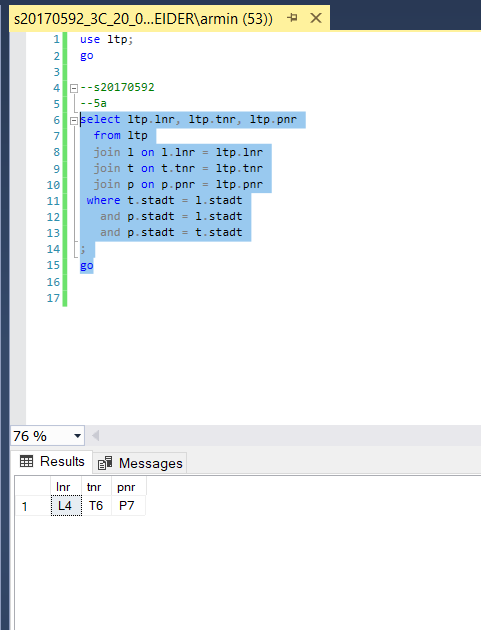 s20170592_3C_20_0...EIDER\armin (53))
1 use ltp;
2 go
3
4 --s20170592
5 --5a
6 select ltp.lnr, ltp.tnr, ltp.pnr
7 from ltp
8 join l on l.lnr = ltp.lnr
9 join t on t.tnr = ltp.tnr
10 join p on p.pnr = ltp.pnr
11 where t.stadt = l.stadt
12 and p.stadt = l.stadt
13 and p.stadt = t.stadt
14 ;
15 go
16
17
76 %
Results Messages
lnr tnr pnr
1 L4 T6 P7